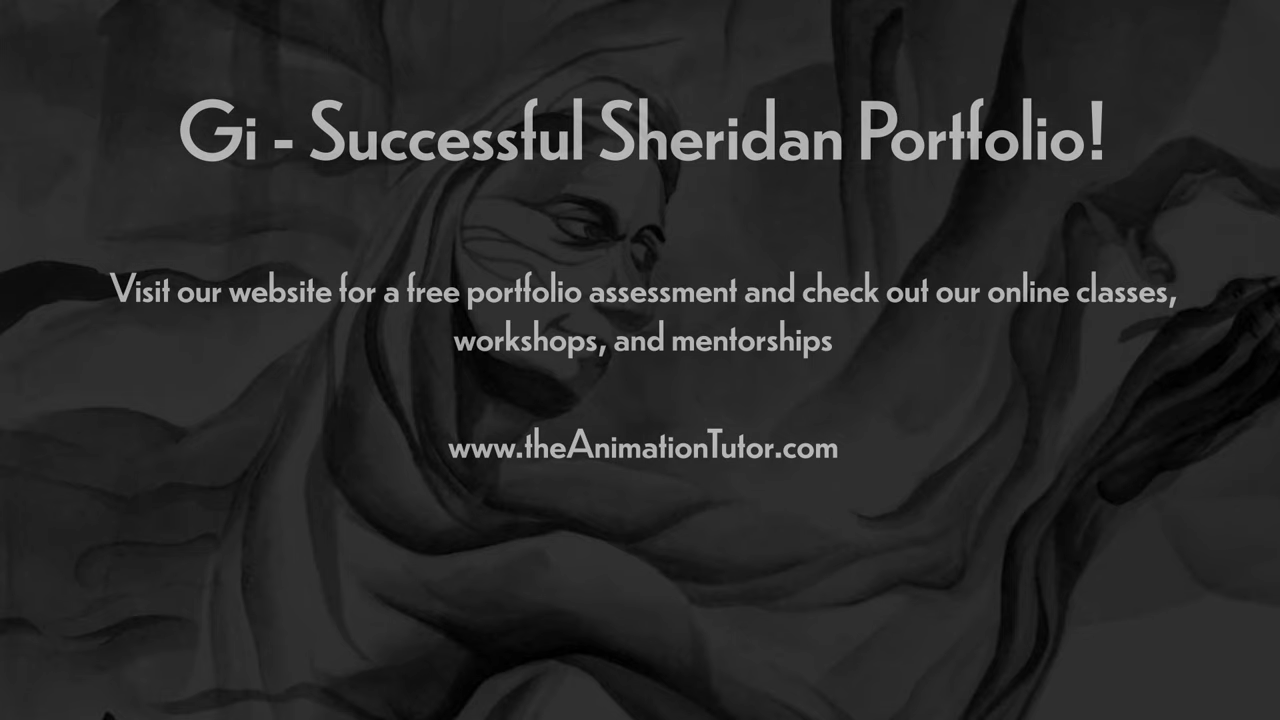 Gi - Successful Sheridan Portfolio!
Visit our website for a free portfolio assessment and check out our online classes,
workshops, and mentorships
www.theAnimationTutor.com